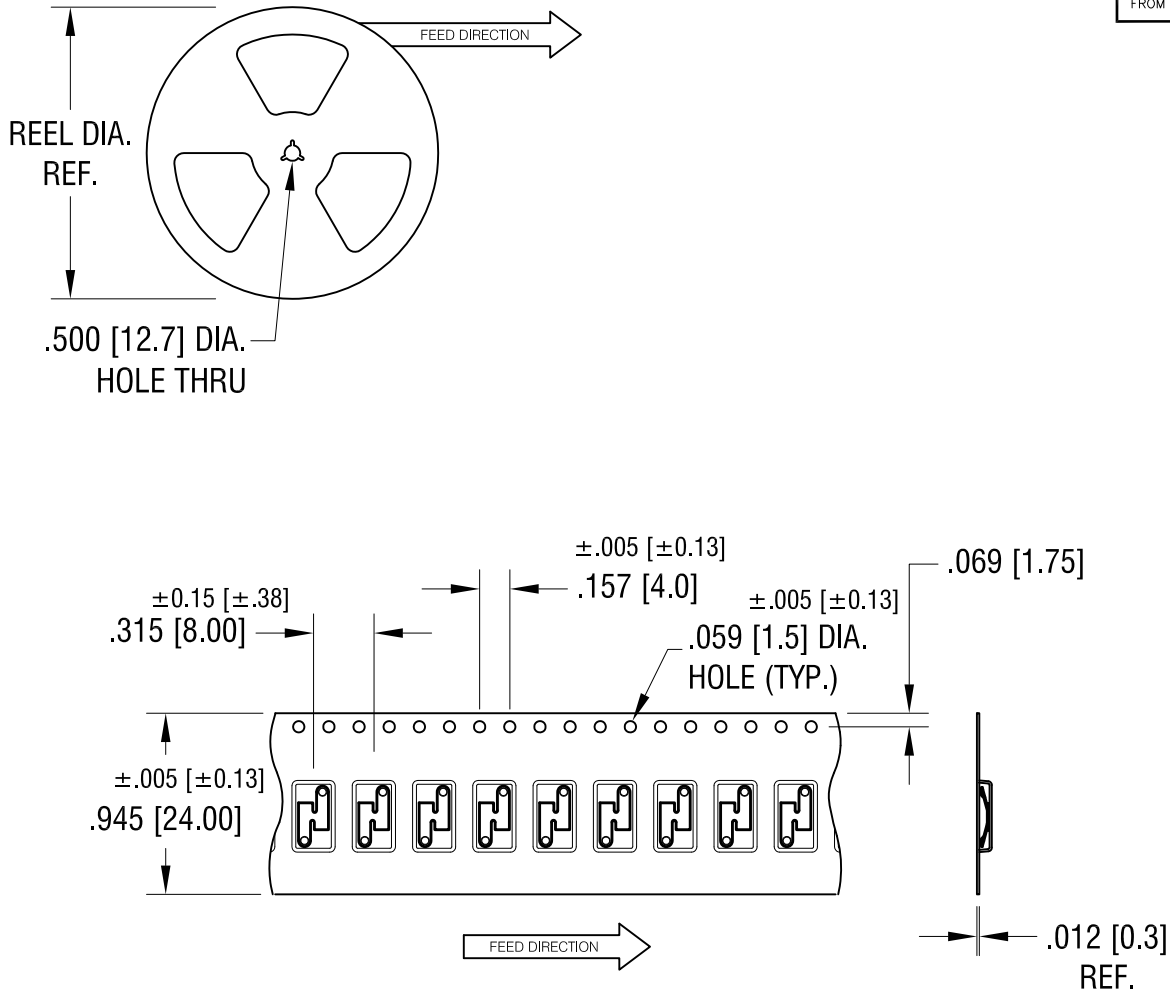 FROM
FEED DIRECTION
REEL DIA.
REF.
.500 [12.7] DIA.
HOLE THRU
±.005 [±0.13]
.157 [4.0]
.069 [1.75]
±0.15 [±.38]
.315 [8.00]
±.005 [±0.13]
.059 [1.5] DIA.
HOLE (TYP.)
±.005 [±0.13]
.945 [24.00]
FEED DIRECTION
.012 [0.3]
REF.